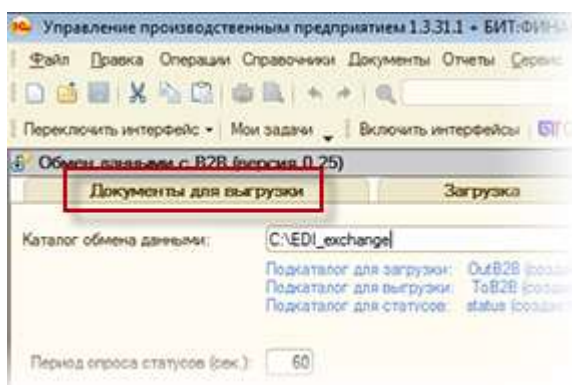 Управление производственным предприятием 1.3.31.1 + БИТ:ФИНА
Файл Правка Операции Справочники Документы Отчеты Сервис
Переключить интерфейс Мои задачи Включить интерфейсы
Обмен данными с B2B (версия 0.25)
Документы для выгрузки Загрузка
Каталог обмена данными: C:\EDI_exchange
Подкаталог для загрузки: OutB2B
Подкаталог для выгрузки: ToB2B
Подкаталог для статусов: status
Период опроса статусов (сек.): 60